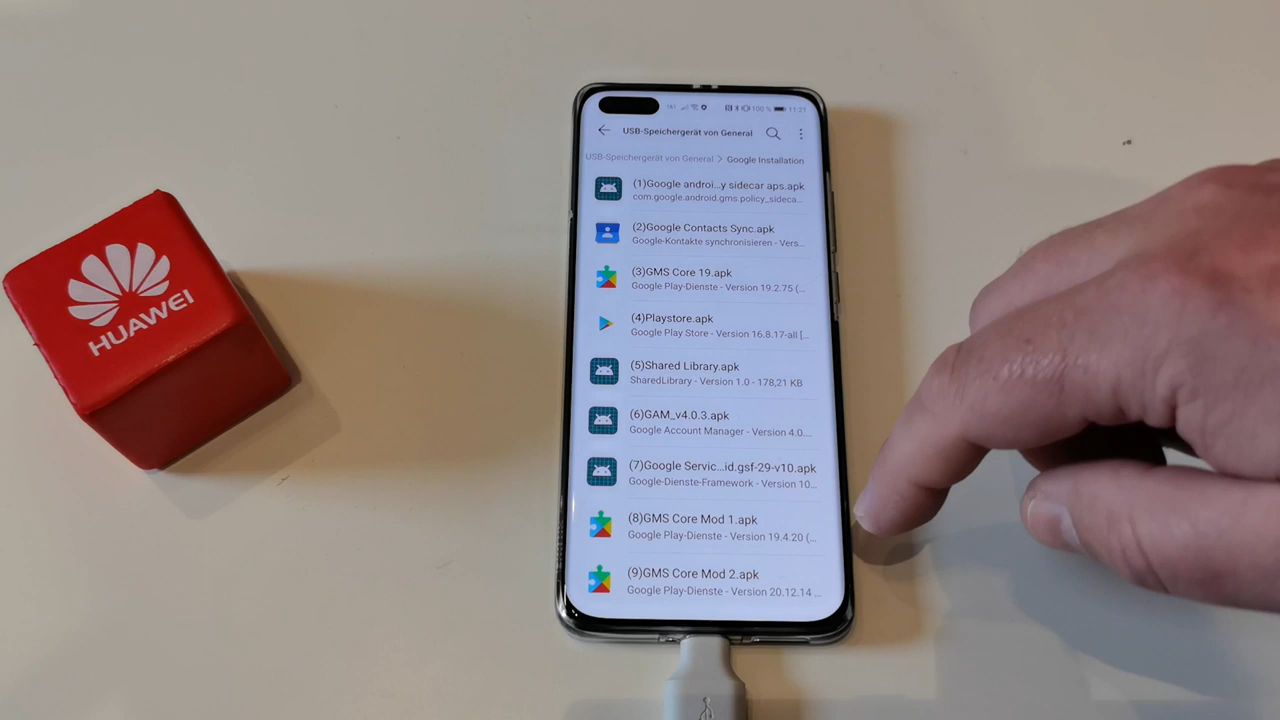 HUAWEI
100 % 11:27
USB-Speichergerät von General
USB-Speichergerät von General > Google Installation
(1)Google androi...y sidecar aps.apk
com.google.android.gms.policy_sideca...
(2)Google Contacts Sync.apk
Google-Kontakte synchronisieren - Vers...
(3)GMS Core 19.apk
Google Play-Dienste - Version 19.2.75 (...
(4)Playstore.apk
Google Play Store - Version 16.8.17-all [...
(5)Shared Library.apk
SharedLibrary - Version 1.0 - 178,21 KB
(6)GAM_v4.0.3.apk
Google Account Manager - Version 4.0....
(7)Google Servic...id.gsf-29-v10.apk
Google-Dienste-Framework - Version 10...
(8)GMS Core Mod 1.apk
Google Play-Dienste - Version 19.4.20 (...
(9)GMS Core Mod 2.apk
Google Play-Dienste - Version 20.12.14 ...